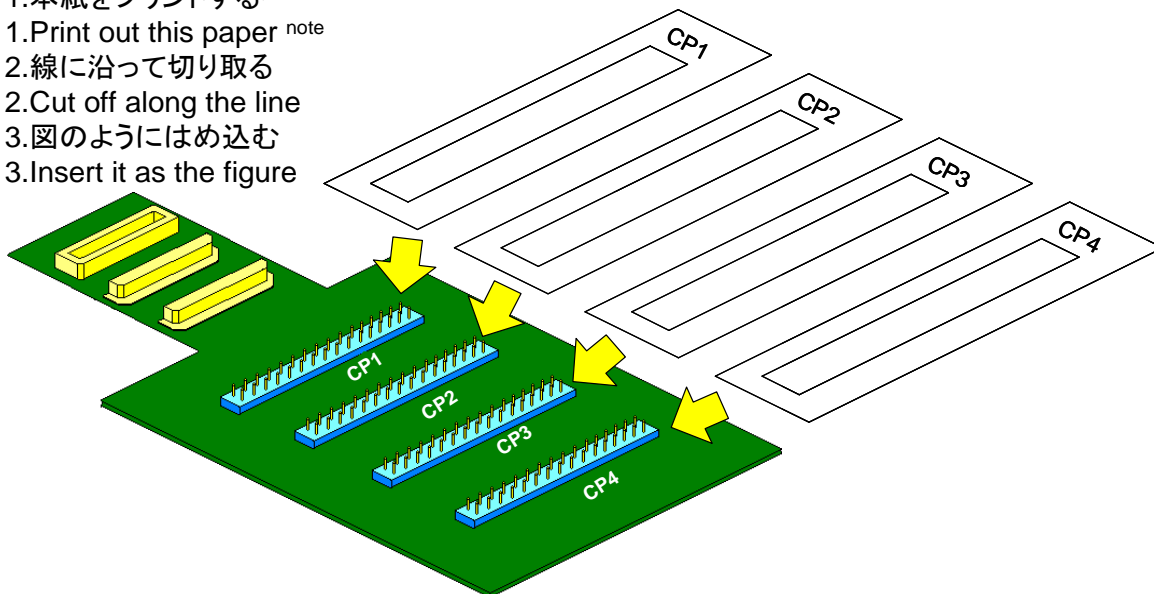 1.本紙をプリントする
1.Print out this paper note
2.線に沿って切り取る
2.Cut off along the line
3.図のようにはめ込む
3.Insert it as the figure
CP1
CP2
CP3
CP4
CP1
CP2
CP3
CP4